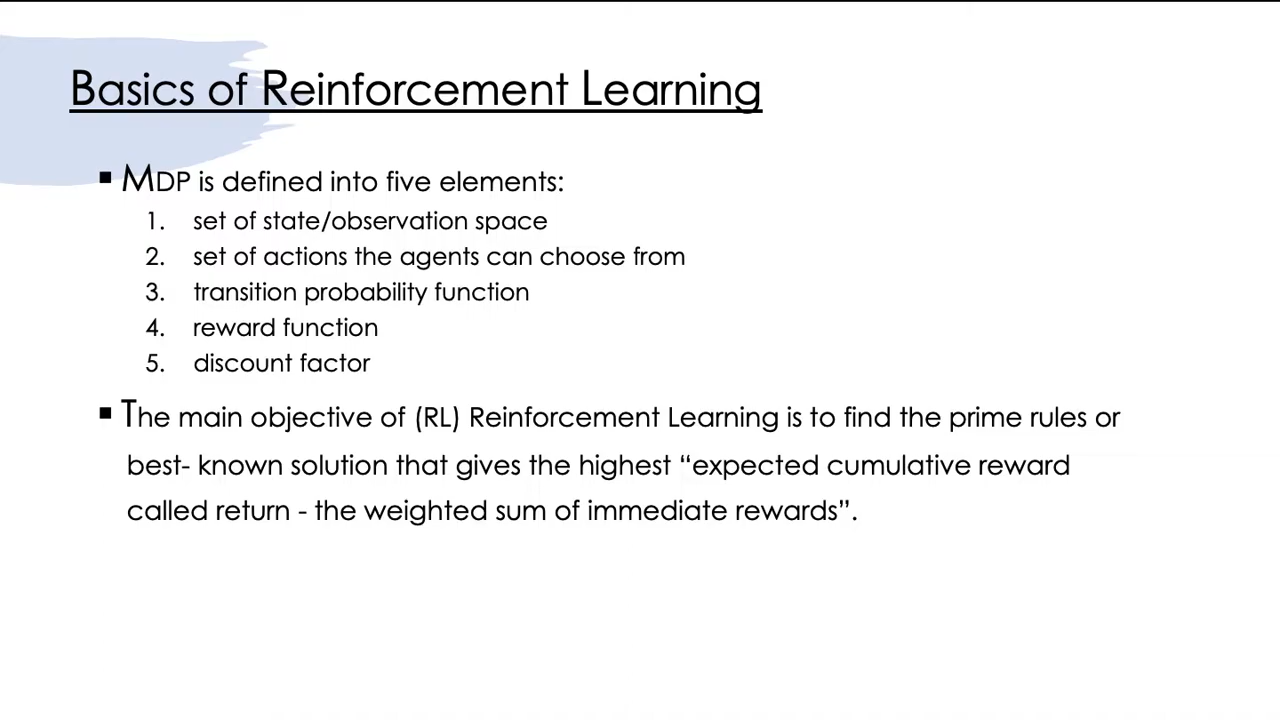 Basics of Reinforcement Learning
▪ MDP is defined into five elements:
1. set of state/observation space
2. set of actions the agents can choose from
3. transition probability function
4. reward function
5. discount factor
▪ The main objective of (RL) Reinforcement Learning is to find the prime rules or
best- known solution that gives the highest “expected cumulative reward
called return - the weighted sum of immediate rewards”.